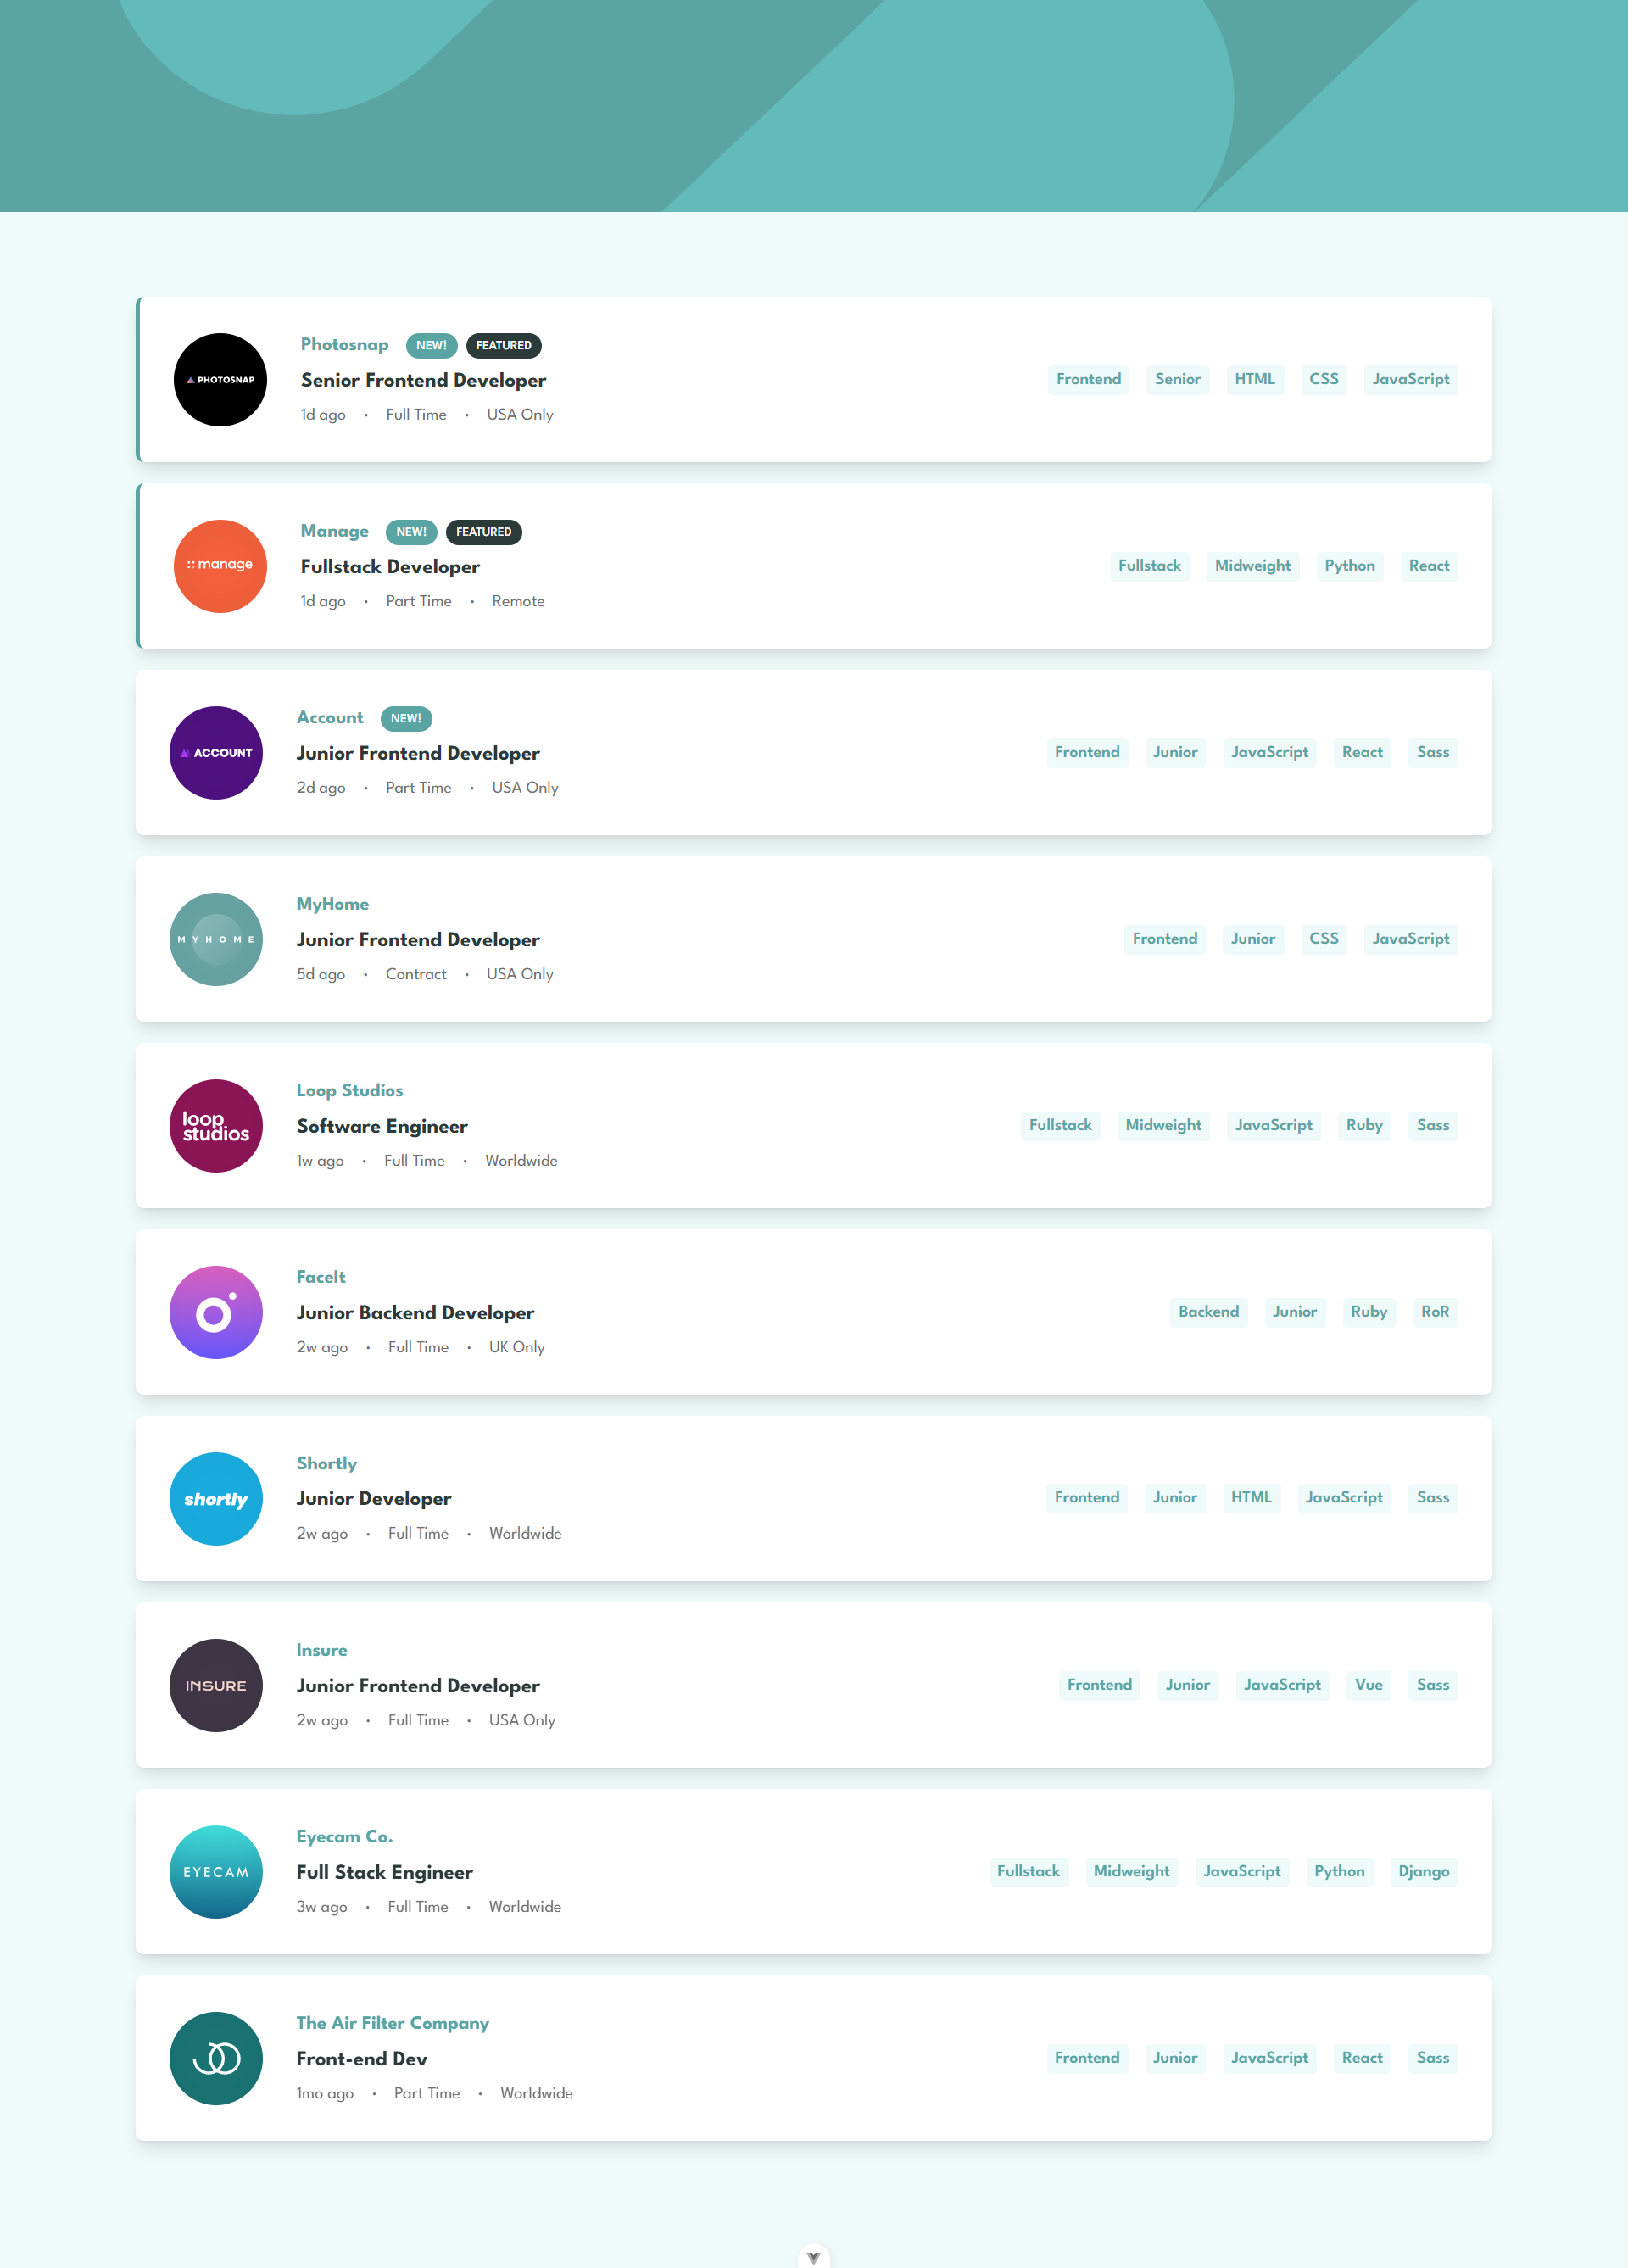 PHOTOSNAP
Photosnap NEW! FEATURED
Senior Frontend Developer
1d ago • Full Time • USA Only
Frontend Senior HTML CSS JavaScript
manage
Manage NEW! FEATURED
Fullstack Developer
1d ago • Part Time • Remote
Fullstack Midweight Python React
ACCOUNT
Account NEW!
Junior Frontend Developer
2d ago • Part Time • USA Only
Frontend Junior JavaScript React Sass
MYHOME
MyHome
Junior Frontend Developer
5d ago • Contract • USA Only
Frontend Junior CSS JavaScript
loop
studios
Loop Studios
Software Engineer
1w ago • Full Time • Worldwide
Fullstack Midweight JavaScript Ruby Sass
FaceIt
Junior Backend Developer
2w ago • Full Time • UK Only
Backend Junior Ruby RoR
shortly
Shortly
Junior Developer
2w ago • Full Time • Worldwide
Frontend Junior HTML JavaScript Sass
INSURE
Insure
Junior Frontend Developer
2w ago • Full Time • USA Only
Frontend Junior JavaScript Vue Sass
EYECAM
Eyecam Co.
Full Stack Engineer
3w ago • Full Time • Worldwide
Fullstack Midweight JavaScript Python Django
The Air Filter Company
Front-end Dev
1mo ago • Part Time • Worldwide
Frontend Junior JavaScript React Sass